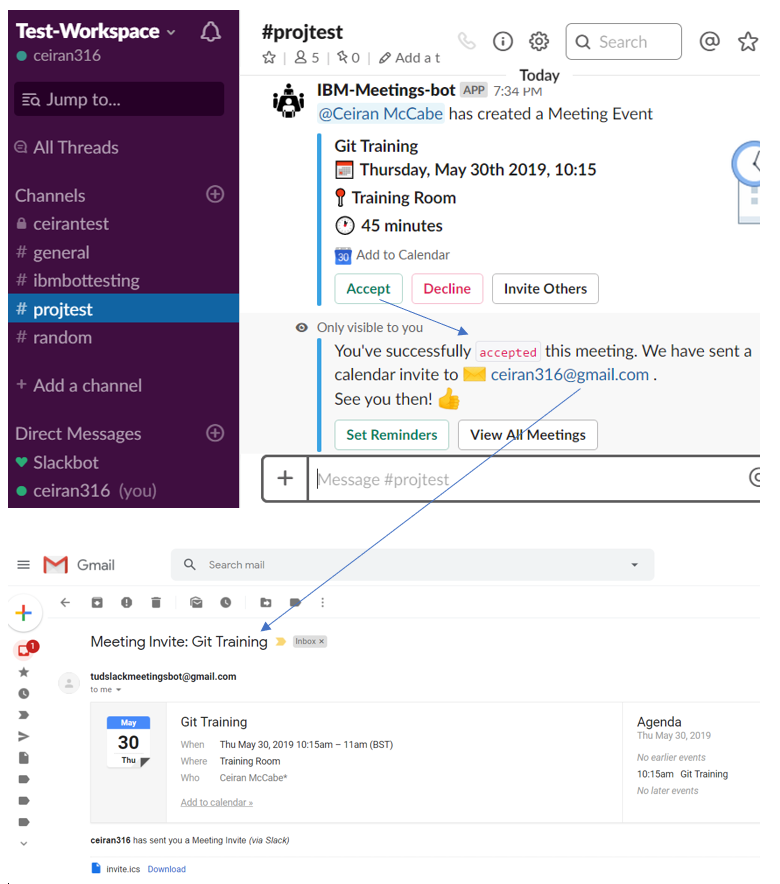 Test-Workspace
ceiran316
Jump to...
All Threads
Channels
ceirantest
# general
# ibmbottesting
# projtest
# random
+ Add a channel
Direct Messages
Slackbot
ceiran316 (you)
#projtest
5 | 0 | Add a t
Search
Today
IBM-Meetings-bot APP 7:34 PM
@Ceiran McCabe has created a Meeting Event
Git Training
Thursday, May 30th 2019, 10:15
Training Room
45 minutes
30 Add to Calendar
Accept Decline Invite Others
Only visible to you
You've successfully accepted this meeting. We have sent a
calendar invite to ceiran316@gmail.com .
See you then!
Set Reminders View All Meetings
Message #projtest
Gmail
Search mail
Meeting Invite: Git Training Inbox x
1
tudslackmeetingsbot@gmail.com
to me
May
30
Thu
Git Training
When Thu May 30, 2019 10:15am – 11am (BST)
Where Training Room
Who Ceiran McCabe*
Add to calendar »
Agenda
Thu May 30, 2019
No earlier events
10:15am Git Training
No later events
ceiran316 has sent you a Meeting Invite (via Slack)
invite.ics Download